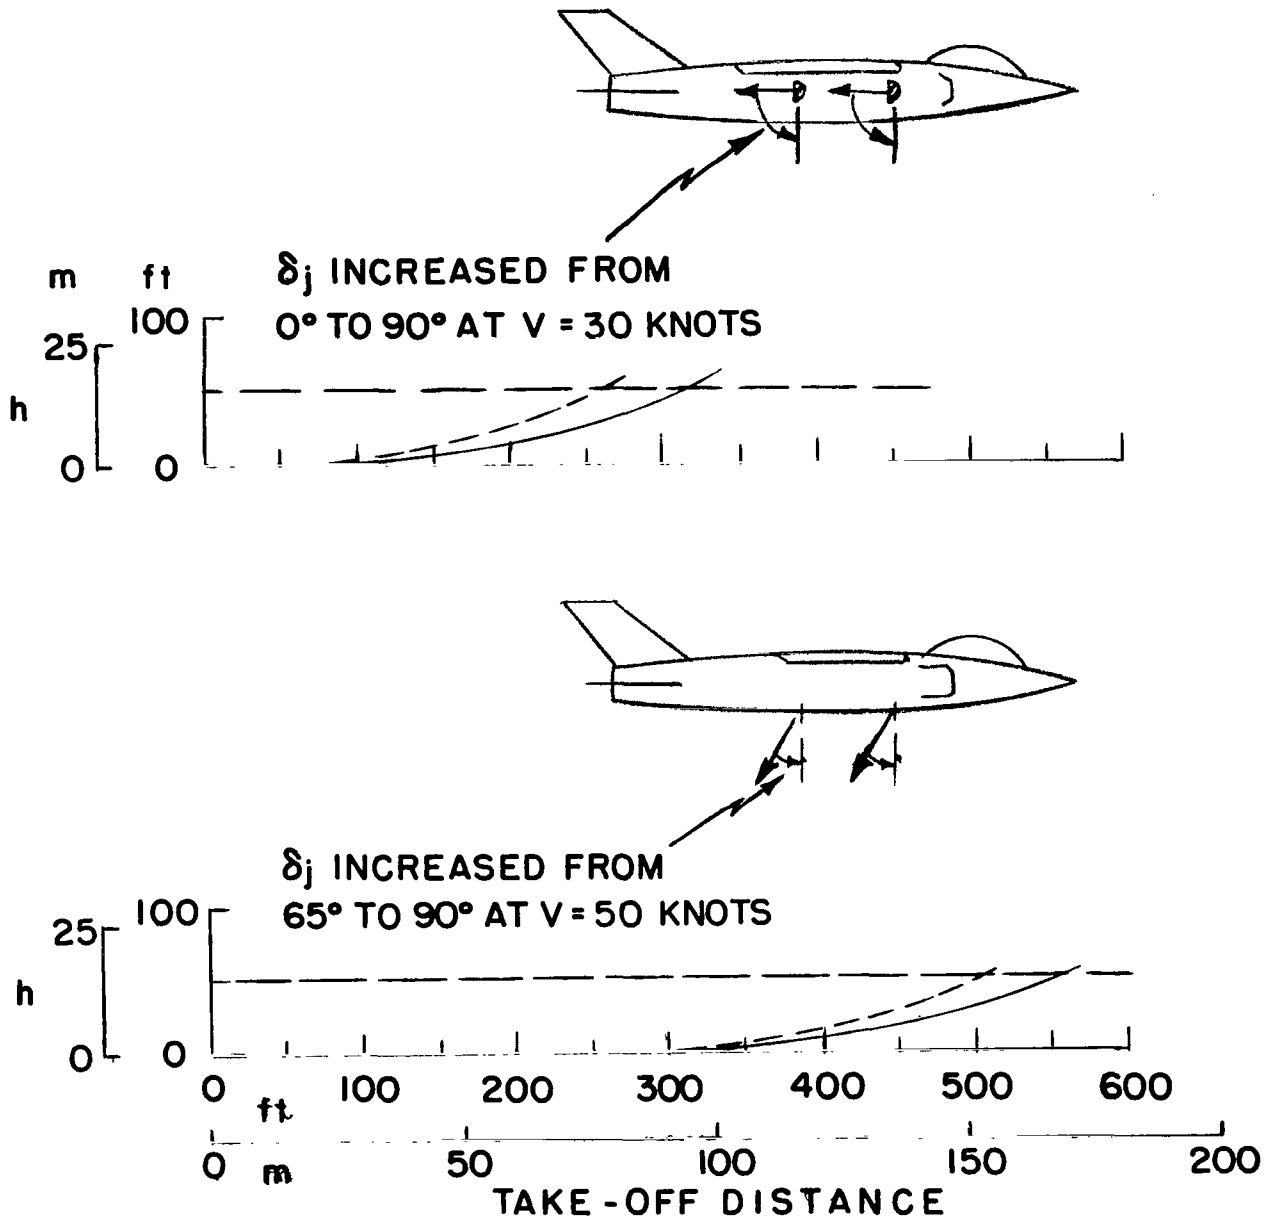 m ft
δj INCREASED FROM
0° TO 90° AT V = 30 KNOTS
100
25
h
0 0
δj INCREASED FROM
65° TO 90° AT V = 50 KNOTS
100
25
h
0 0
0 100 200 300 400 500 600
ft
0 m 50 100 150 200
TAKE-OFF DISTANCE